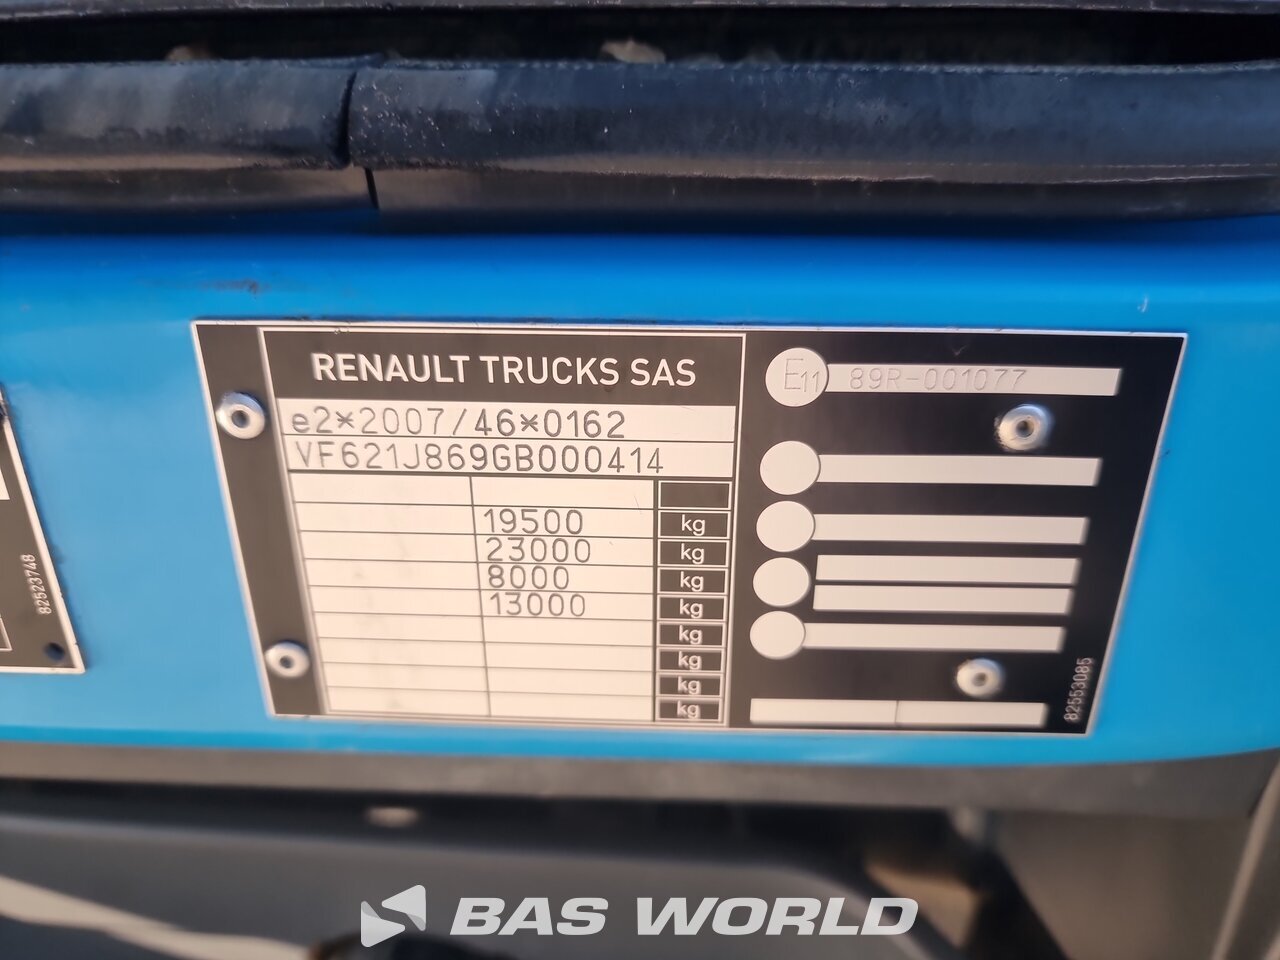 RENAULT TRUCKS SAS
e2*2007/46*0162
VF621J869GB000414
19500 kg
23000 kg
8000 kg
13000 kg
kg
kg
kg
kg
E11 89R-001077
82553085
82523748
BAS WORLD